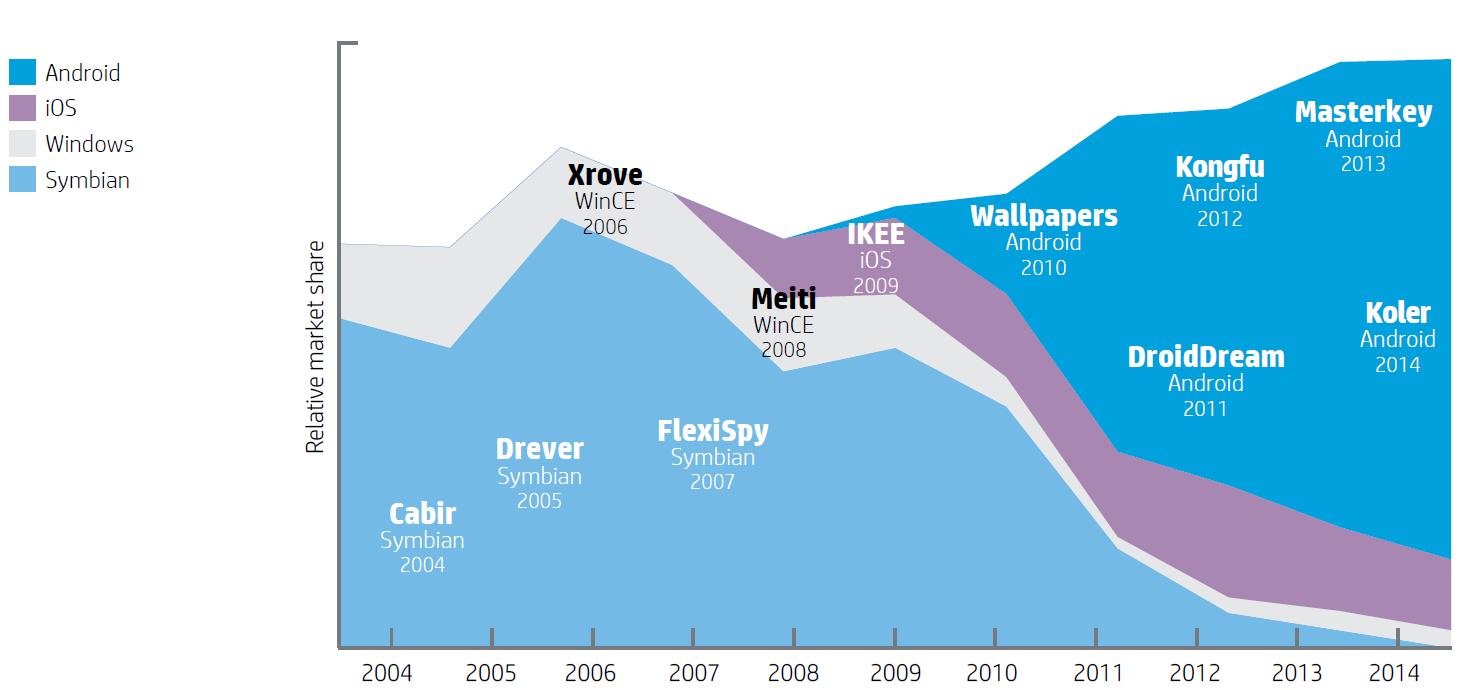 Android
iOS
Windows
Symbian
Relative market share
Xrove
WinCE
2006
Meiti
WinCE
2008
IKEE
iOS
2009
Wallpapers
Android
2010
Kongfu
Android
2012
Masterkey
Android
2013
Koler
Android
2014
DroidDream
Android
2011
FlexiSpy
Symbian
2007
Drever
Symbian
2005
Cabir
Symbian
2004
2004 2005 2006 2007 2008 2009 2010 2011 2012 2013 2014